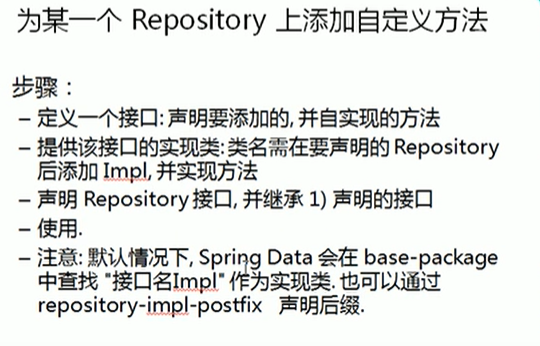 为某一个 Repository 上添加自定义方法
步骤：
– 定义一个接口: 声明要添加的, 并自实现的方法
– 提供该接口的实现类: 类名需在要声明的 Repository
后添加 Impl, 并实现方法
– 声明 Repository 接口, 并继承 1) 声明的接口
– 使用.
– 注意: 默认情况下, Spring Data 会在 base-package
中查找 "接口名Impl" 作为实现类. 也可以通过
repository-impl-postfix 声明后缀.